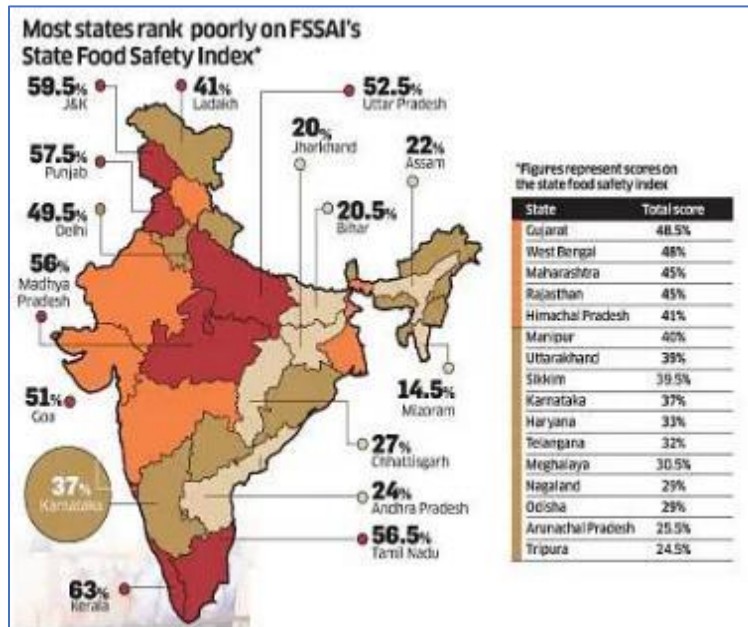 Most states rank poorly on FSSAI's
State Food Safety Index*
59.5%
J&K
41%
Ladakh
52.5%
Uttar Pradesh
57.5%
Punjab
20%
Jharkhand
22%
Assam
49.5%
Delhi
20.5%
Bihar
56%
Madhya
Pradesh
51%
Goa
14.5%
Mizoram
27%
Chhattisgarh
37%
Karnataka
24%
Andhra Pradesh
56.5%
Tamil Nadu
63%
Kerala
*Figures represent scores on
the state food safety index
State Total score
Gujarat 48.5%
West Bengal 48%
Maharashtra 45%
Rajasthan 45%
Himachal Pradesh 41%
Manipur 40%
Uttarakhand 39%
Sikkim 39.5%
Karnataka 37%
Haryana 33%
Telangana 32%
Meghalaya 30.5%
Nagaland 29%
Odisha 29%
Arunachal Pradesh 25.5%
Tripura 24.5%